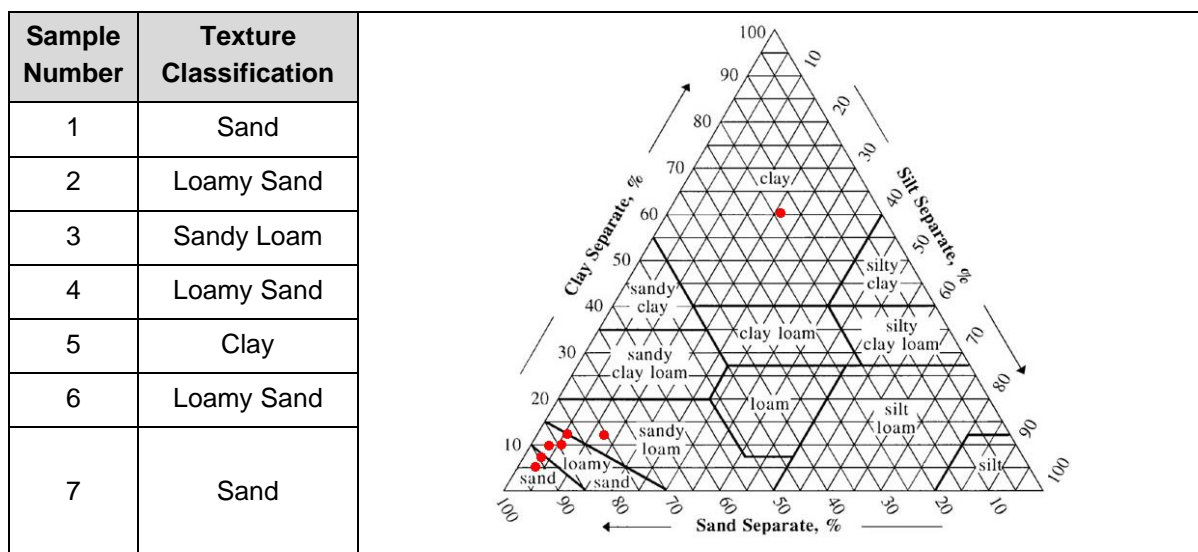 Sample Number Texture Classification
1 Sand
2 Loamy Sand
3 Sandy Loam
4 Loamy Sand
5 Clay
6 Loamy Sand
7 Sand
100
90
80
70
60
50
40
30
20
10
Clay Separate, %
10
20
30
40
50
60
70
80
90
100
Silt Separate, %
clay
silty
clay
sandy
clay
clay loam
silty
clay loam
sandy
clay loam
loam
silt
loam
sandy
loam
loamy
sand
sand
silt
100 90 80 70 60 50 40 30 20 10
Sand Separate, %